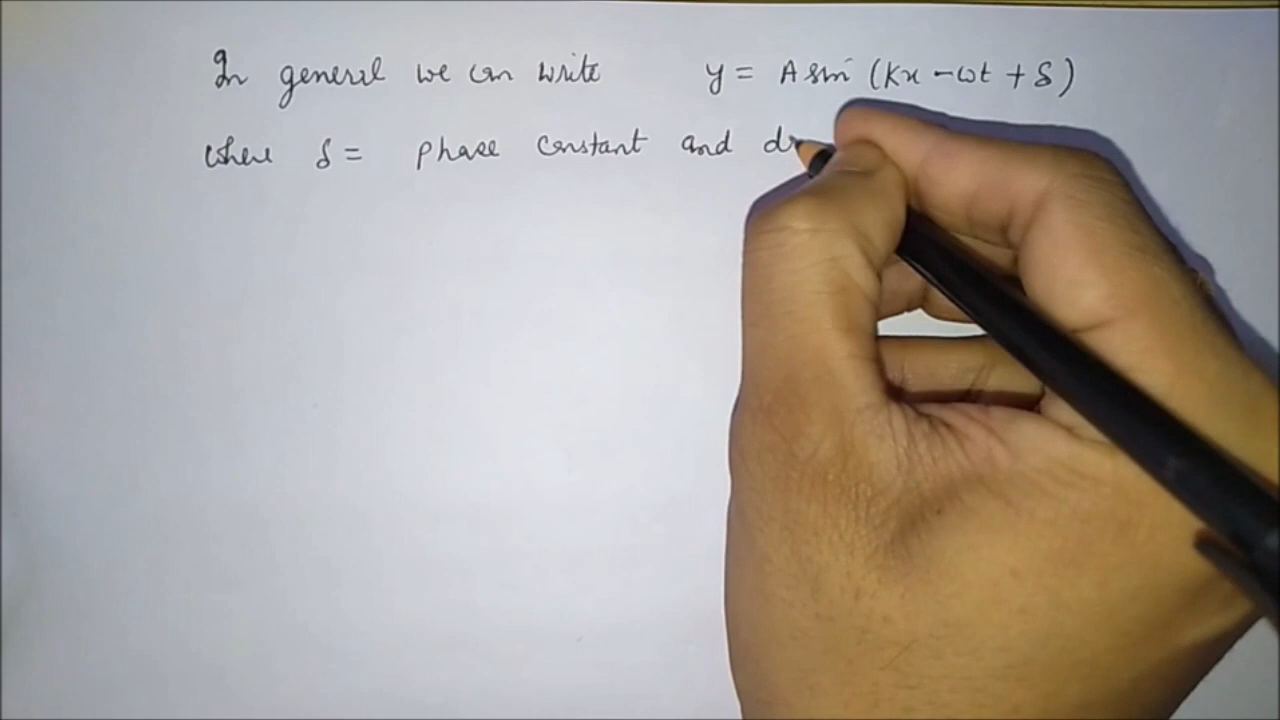 In general we can write y = A sin (kx - ωt + δ)
where δ = phase constant and